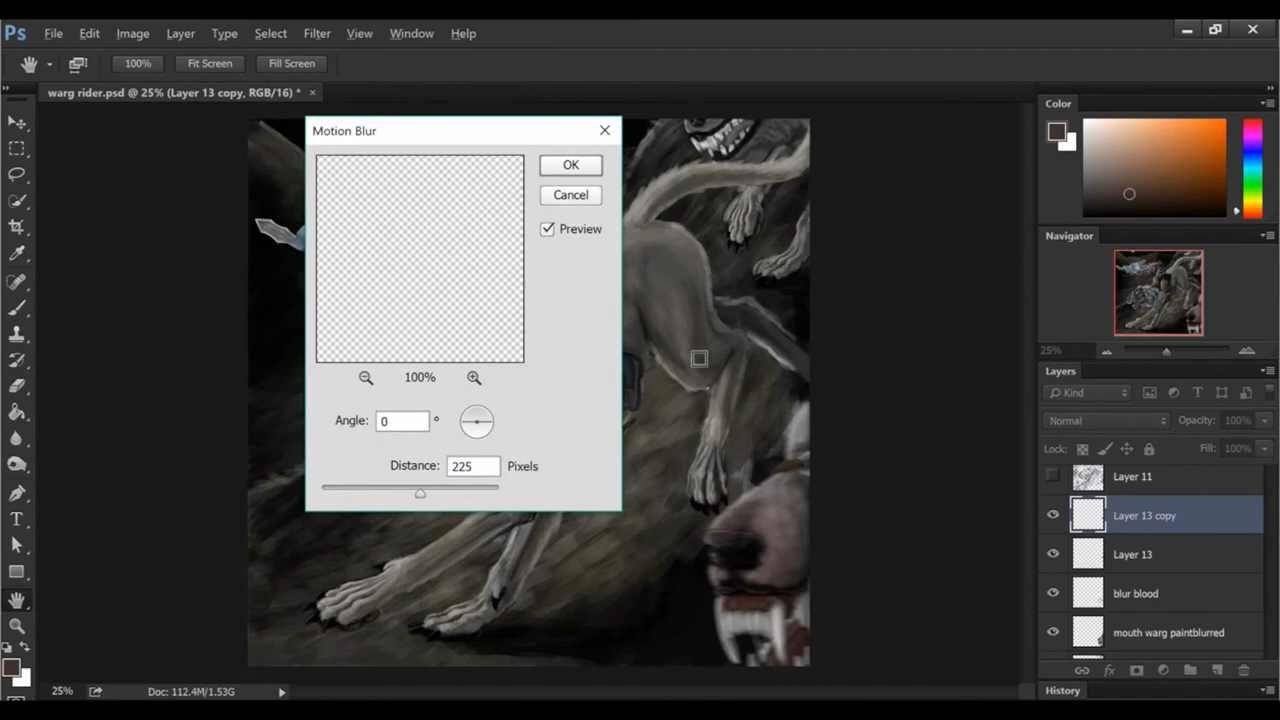 Ps File Edit Image Layer Type Select Filter View Window Help
100% Fit Screen Fill Screen
warg rider.psd @ 25% (Layer 13 copy, RGB/16) * ×
Motion Blur
OK
Cancel
Preview
100%
Angle: 0 °
Distance: 225 Pixels
Color
Navigator
25%
Layers
Kind
Normal Opacity: 100%
Lock: Fill: 100%
Layer 11
Layer 13 copy
Layer 13
blur blood
mouth warg paintblurred
History
25% Doc: 112.4M/1.53G